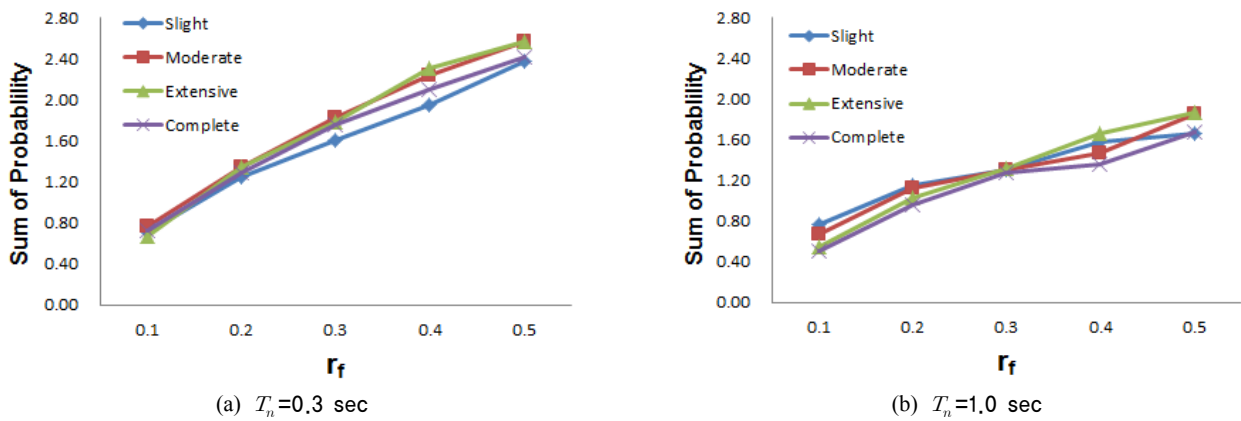 2.80
2.40
2.00
1.60
1.20
0.80
0.40
0.00
Sum of Probablility
Slight
Moderate
Extensive
Complete
0.1 0.2 0.3 0.4 0.5
rf
(a) Tn=0.3 sec
2.80
2.40
2.00
1.60
1.20
0.80
0.40
0.00
Sum of Probablility
Slight
Moderate
Extensive
Complete
0.1 0.2 0.3 0.4 0.5
rf
(b) Tn=1.0 sec